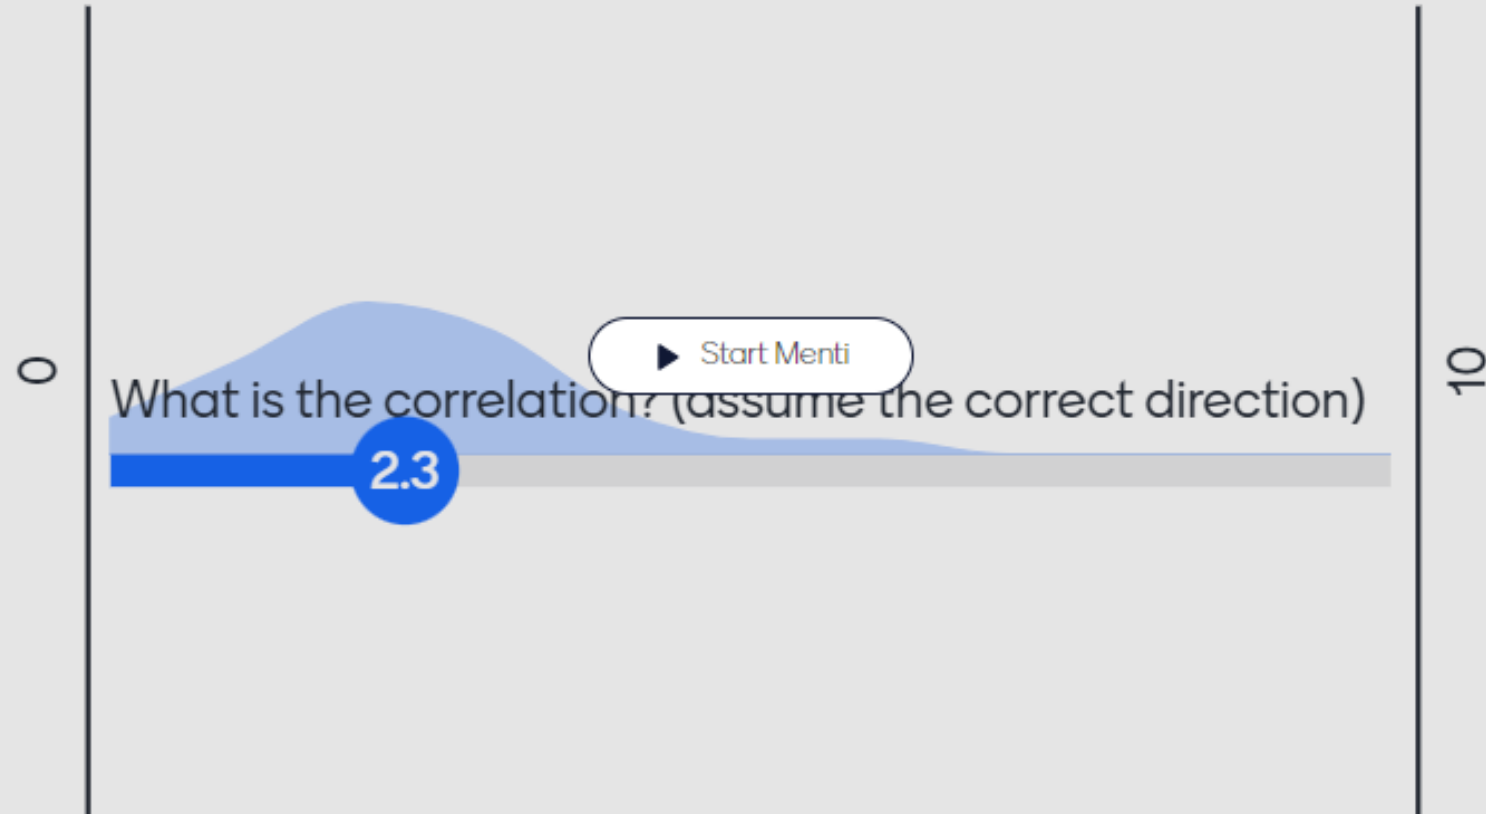 0
10
Start Menti
What is the correlation? (assume the correct direction)
2.3